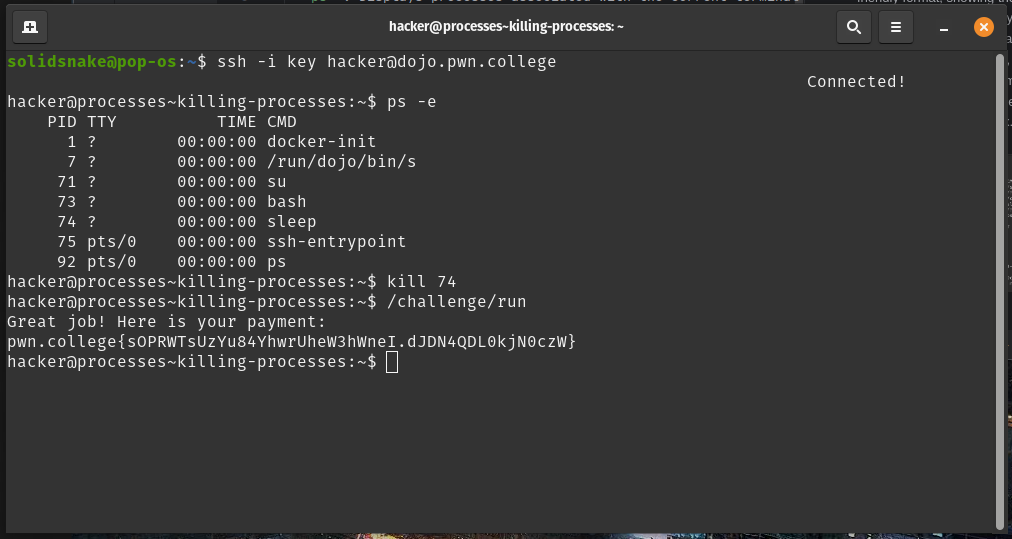 hacker@processes~killing-processes: ~
solidsnake@pop-os:~$ ssh -i key hacker@dojo.pwn.college
Connected!
hacker@processes~killing-processes:~$ ps -e
PID TTY TIME CMD
1 ? 00:00:00 docker-init
7 ? 00:00:00 /run/dojo/bin/s
71 ? 00:00:00 su
73 ? 00:00:00 bash
74 ? 00:00:00 sleep
75 pts/0 00:00:00 ssh-entrypoint
92 pts/0 00:00:00 ps
hacker@processes~killing-processes:~$ kill 74
hacker@processes~killing-processes:~$ /challenge/run
Great job! Here is your payment:
pwn.college{sOPRWTsUzYu84YhwrUheW3hWneI.dJDN4QDL0kjN0czW}
hacker@processes~killing-processes:~$